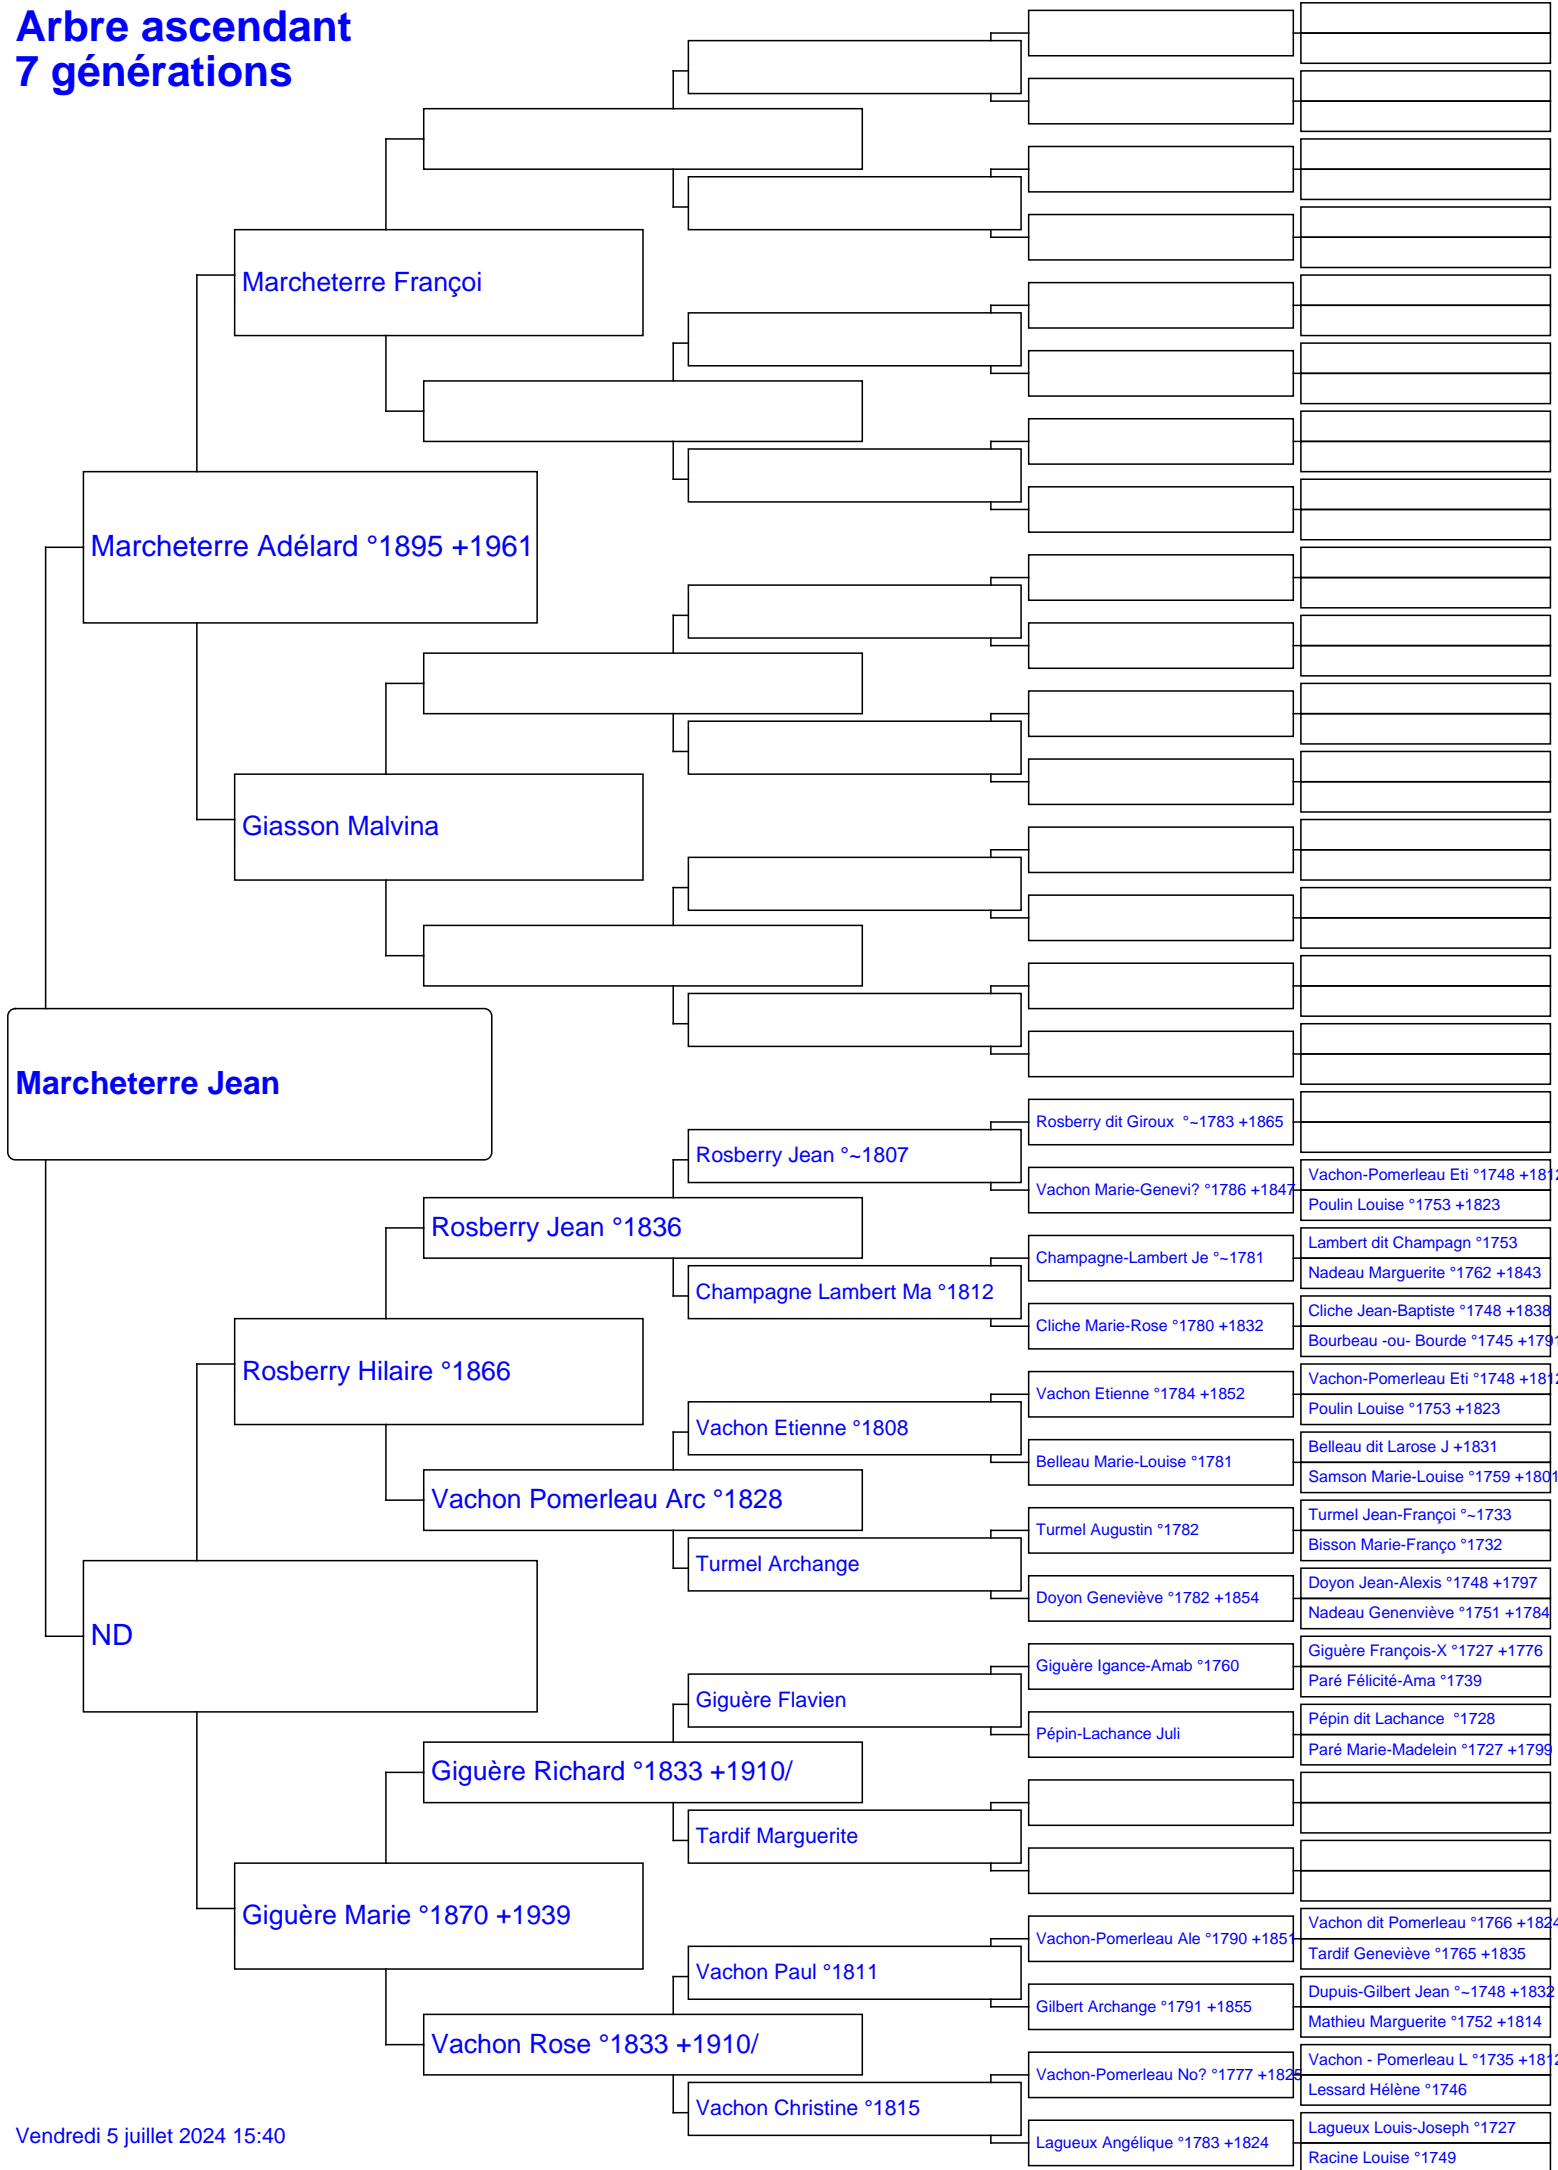 Arbre ascendant
7 générations
Marcheterre Françoi
Marcheterre Adélard °1895 +1961
Giasson Malvina
Marcheterre Jean
Rosberry dit Giroux °~1783 +1865
Rosberry Jean °~1807
Vachon-Pomerleau Eti °1748 +1812
Vachon Marie-Genevi? °1786 +1847
Poulin Louise °1753 +1823
Rosberry Jean °1836
Lambert dit Champagn °1753
Champagne-Lambert Je °~1781
Nadeau Marguerite °1762 +1843
Champagne Lambert Ma °1812
Cliche Jean-Baptiste °1748 +1838
Cliche Marie-Rose °1780 +1832
Bourbeau -ou- Bourde °1745 +1791
Rosberry Hilaire °1866
Vachon-Pomerleau Eti °1748 +1812
Vachon Etienne °1784 +1852
Poulin Louise °1753 +1823
Vachon Etienne °1808
Belleau dit Larose J +1831
Belleau Marie-Louise °1781
Samson Marie-Louise °1759 +1801
Vachon Pomerleau Arc °1828
Turmel Jean-Françoi °~1733
Turmel Augustin °1782
Bisson Marie-Franço °1732
Turmel Archange
Doyon Jean-Alexis °1748 +1797
Doyon Geneviève °1782 +1854
Nadeau Genenviève °1751 +1784
ND
Giguère François-X °1727 +1776
Giguère Igance-Amab °1760
Paré Félicité-Ama °1739
Giguère Flavien
Pépin dit Lachance °1728
Pépin-Lachance Juli
Paré Marie-Madelein °1727 +1799
Giguère Richard °1833 +1910/
Tardif Marguerite
Giguère Marie °1870 +1939
Vachon dit Pomerleau °1766 +1824
Vachon-Pomerleau Ale °1790 +1851
Tardif Geneviève °1765 +1835
Vachon Paul °1811
Dupuis-Gilbert Jean °~1748 +1832
Gilbert Archange °1791 +1855
Mathieu Marguerite °1752 +1814
Vachon Rose °1833 +1910/
Vachon - Pomerleau L °1735 +1812
Vachon-Pomerleau No? °1777 +1825
Lessard Hélène °1746
Vachon Christine °1815
Lagueux Louis-Joseph °1727
Lagueux Angélique °1783 +1824
Racine Louise °1749
Vendredi 5 juillet 2024 15:40